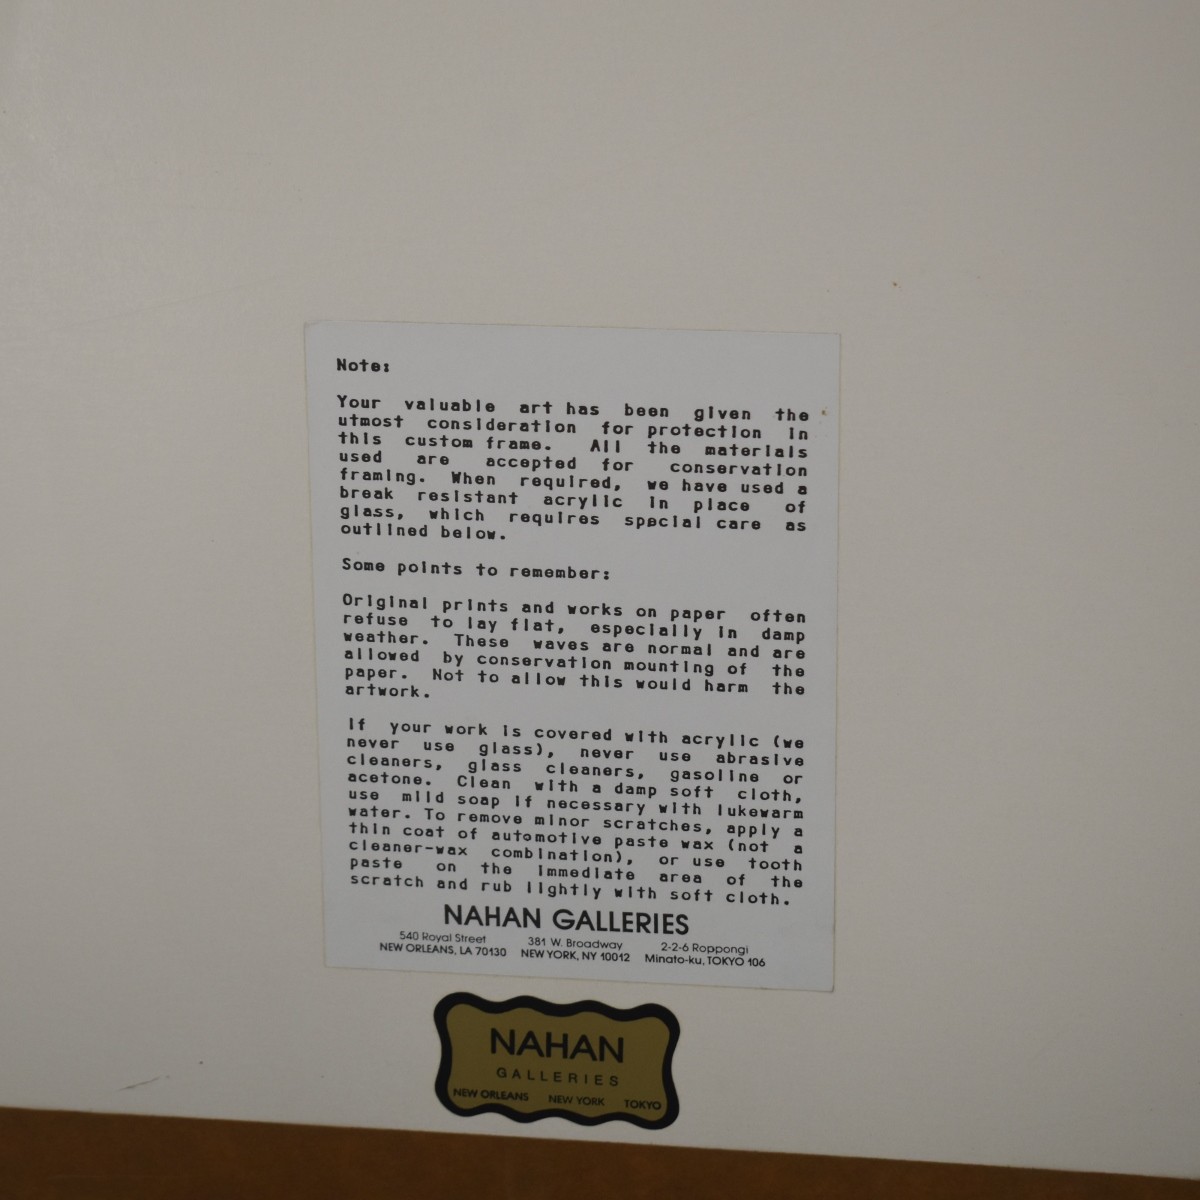 Note:
Your valuable art has been given the
utmost consideration for protection in
this custom frame. All the materials
used are accepted for conservation
framing. When required, we have used a
break resistant acrylic in place of
glass, which requires special care as
outlined below.
Some points to remember:
Original prints and works on paper often
refuse to lay flat, especially in damp
weather. These waves are normal and are
allowed by conservation mounting of the
paper. Not to allow this would harm the
artwork.
If your work is covered with acrylic (we
never use glass), never use abrasive
cleaners, glass cleaners, gasoline or
acetone. Clean with a damp soft cloth,
use mild soap if necessary with lukewarm
water. To remove minor scratches, apply a
thin coat of automotive paste wax (not a
cleaner-wax combination), or use tooth
paste on the immediate area of the
scratch and rub lightly with soft cloth.
NAHAN GALLERIES
540 Royal Street 381 W. Broadway 2-2-6 Roppongi
NEW ORLEANS, LA 70130 NEW YORK, NY 10012 Minato-ku, TOKYO 106
NAHAN
GALLERIES
NEW ORLEANS NEW YORK TOKYO